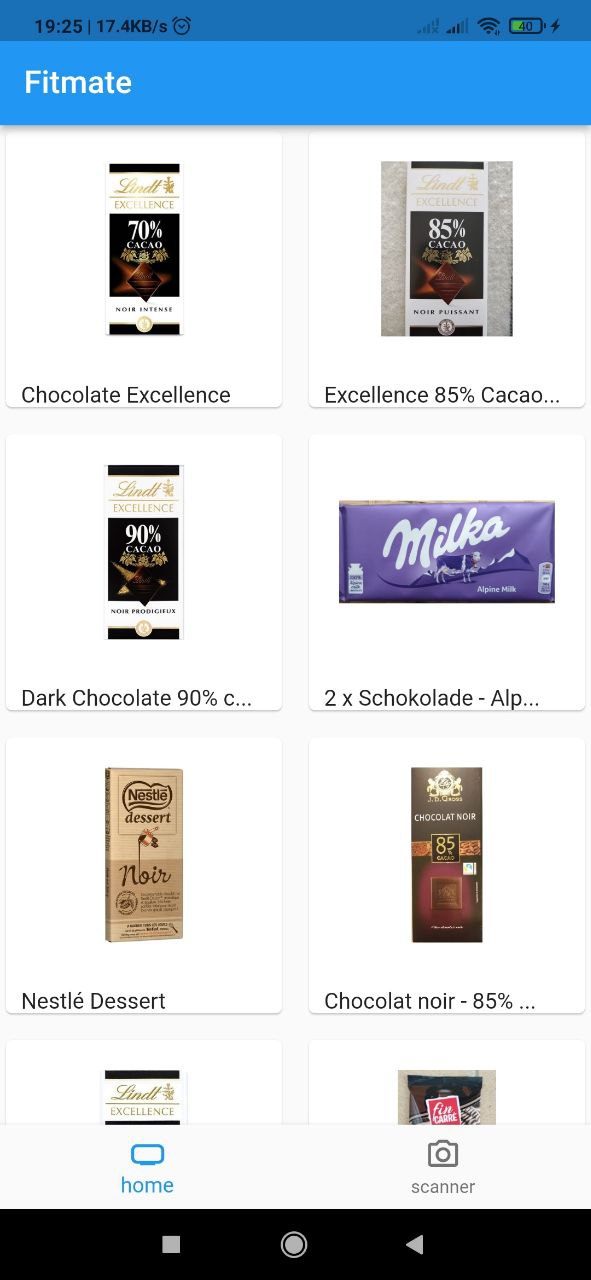 19:25 | 17.4KB/s
40
Fitmate
Lindt
EXCELLENCE
70%
CACAO
NOIR INTENSE
Chocolate Excellence
Lindt
EXCELLENCE
85%
CACAO
NOIR PUISSANT
Excellence 85% Cacao...
Lindt
EXCELLENCE
90%
CACAO
NOIR PRODIGIEUX
Dark Chocolate 90% c...
Milka
Alpine Milk
2 x Schokolade - Alp...
Nestlé
dessert
Noir
Nestlé Dessert
J.D. Gross
CHOCOLAT NOIR
85
CACAO
Chocolat noir - 85% ...
Lindt
EXCELLENCE
fin
CARRÉ
home
scanner